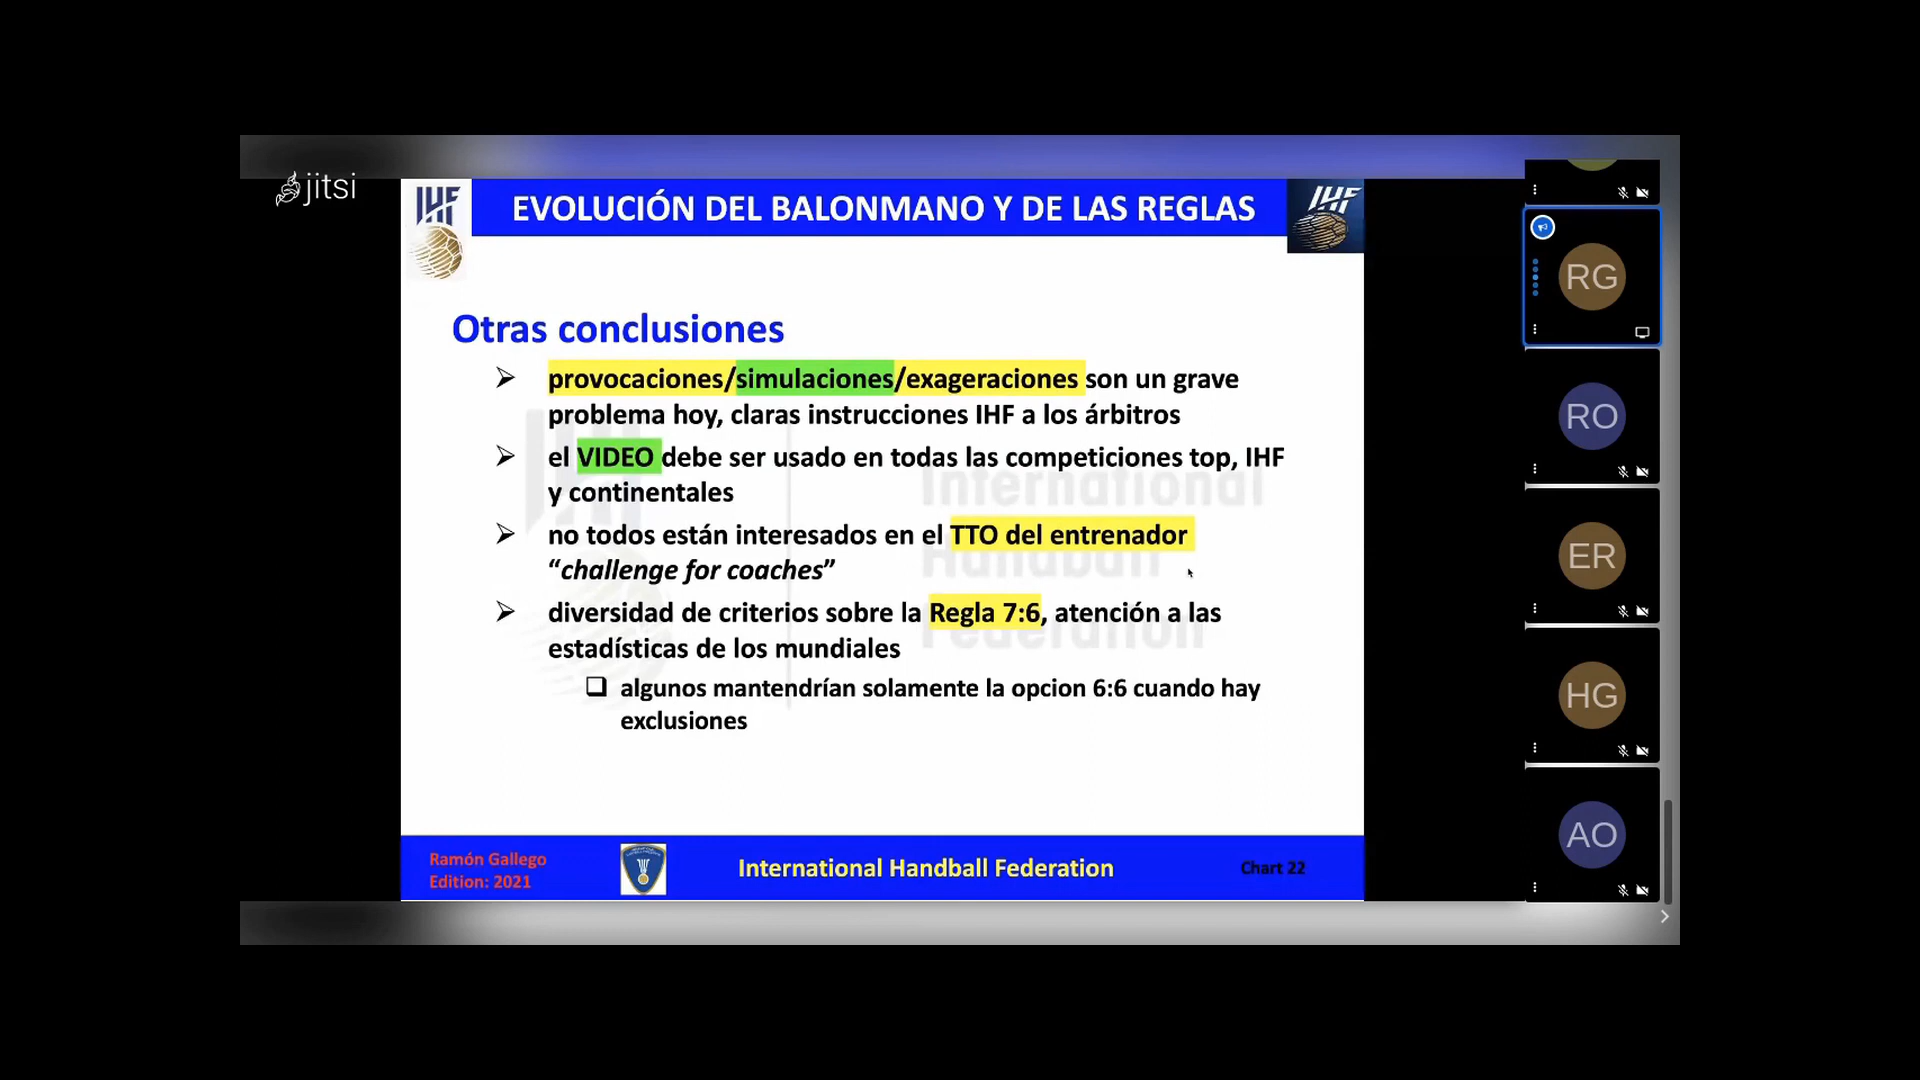 jitsi
IHF
EVOLUCIÓN DEL BALONMANO Y DE LAS REGLAS
IHF
Otras conclusiones
provocaciones/simulaciones/exageraciones son un grave
problema hoy, claras instrucciones IHF a los árbitros
el VIDEO debe ser usado en todas las competiciones top, IHF
y continentales
no todos están interesados en el TTO del entrenador
“challenge for coaches”
diversidad de criterios sobre la Regla 7:6, atención a las
estadísticas de los mundiales
algunos mantendrían solamente la opcion 6:6 cuando hay
exclusiones
International
Handball
Federation
Ramón Gallego
Edition: 2021
International Handball Federation
Chart 22
RG
RO
ER
HG
AO